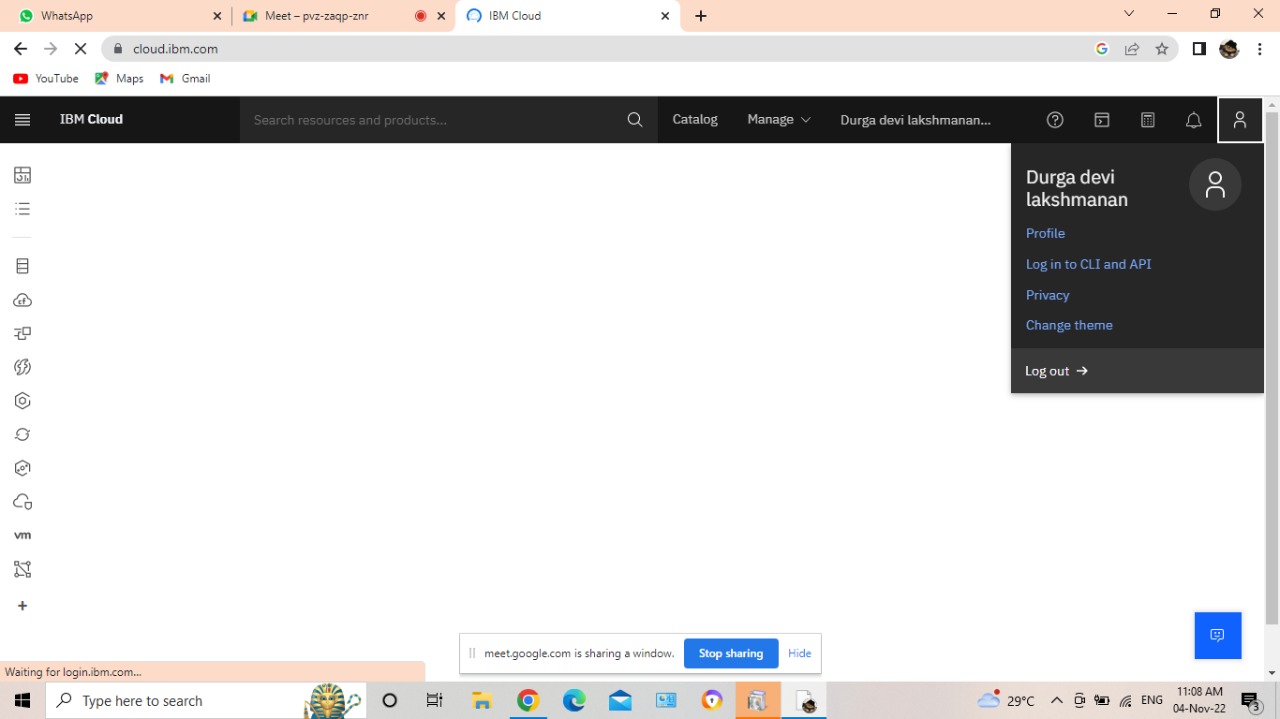 WhatsApp
Meet – pvz-zaqp-znr
IBM Cloud
cloud.ibm.com
YouTube
Maps
Gmail
IBM Cloud
Search resources and products...
Catalog
Manage
Durga devi lakshmanan...
Durga devi
lakshmanan
Profile
Log in to CLI and API
Privacy
Change theme
Log out →
vm
meet.google.com is sharing a window.
Stop sharing
Hide
Waiting for login.ibm.com...
Type here to search
29°C
ENG
11:08 AM
04-Nov-22
3